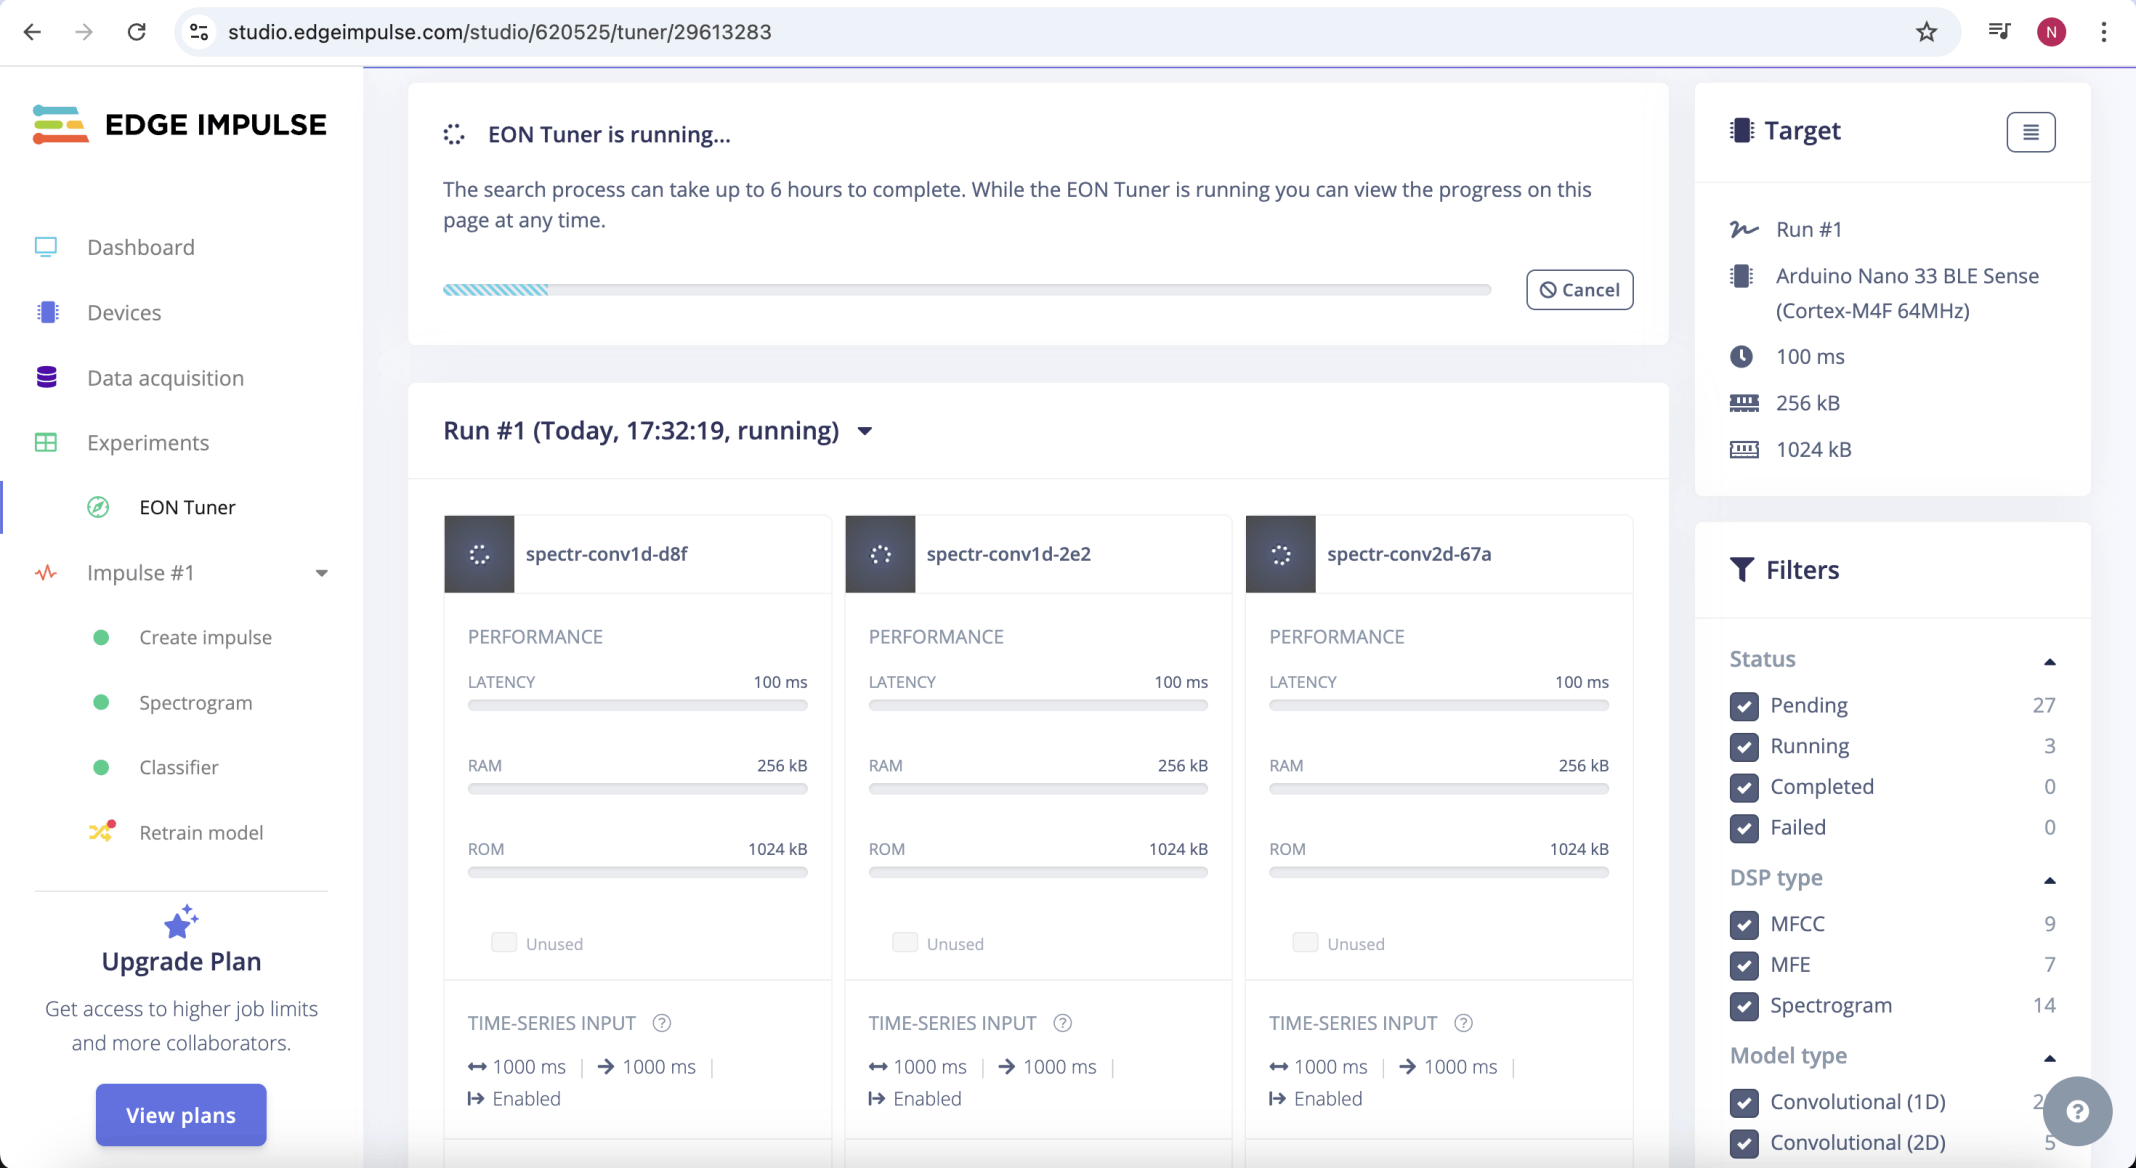 studio.edgeimpulse.com/studio/620525/tuner/29613283
N
EDGE IMPULSE
Dashboard
Devices
Data acquisition
Experiments
EON Tuner
Impulse #1
Create impulse
Spectrogram
Classifier
Retrain model
Upgrade Plan
Get access to higher job limits
and more collaborators.
View plans
EON Tuner is running...
The search process can take up to 6 hours to complete. While the EON Tuner is running you can view the progress on this
page at any time.
Cancel
Run #1 (Today, 17:32:19, running)
spectr-conv1d-d8f
PERFORMANCE
LATENCY 100 ms
RAM 256 kB
ROM 1024 kB
Unused
TIME-SERIES INPUT ?
1000 ms | 1000 ms |
Enabled
spectr-conv1d-2e2
PERFORMANCE
LATENCY 100 ms
RAM 256 kB
ROM 1024 kB
Unused
TIME-SERIES INPUT ?
1000 ms | 1000 ms |
Enabled
spectr-conv2d-67a
PERFORMANCE
LATENCY 100 ms
RAM 256 kB
ROM 1024 kB
Unused
TIME-SERIES INPUT ?
1000 ms | 1000 ms |
Enabled
Target
Run #1
Arduino Nano 33 BLE Sense
(Cortex-M4F 64MHz)
100 ms
256 kB
1024 kB
Filters
Status
Pending 27
Running 3
Completed 0
Failed 0
DSP type
MFCC 9
MFE 7
Spectrogram 14
Model type
Convolutional (1D)
Convolutional (2D) 5
?